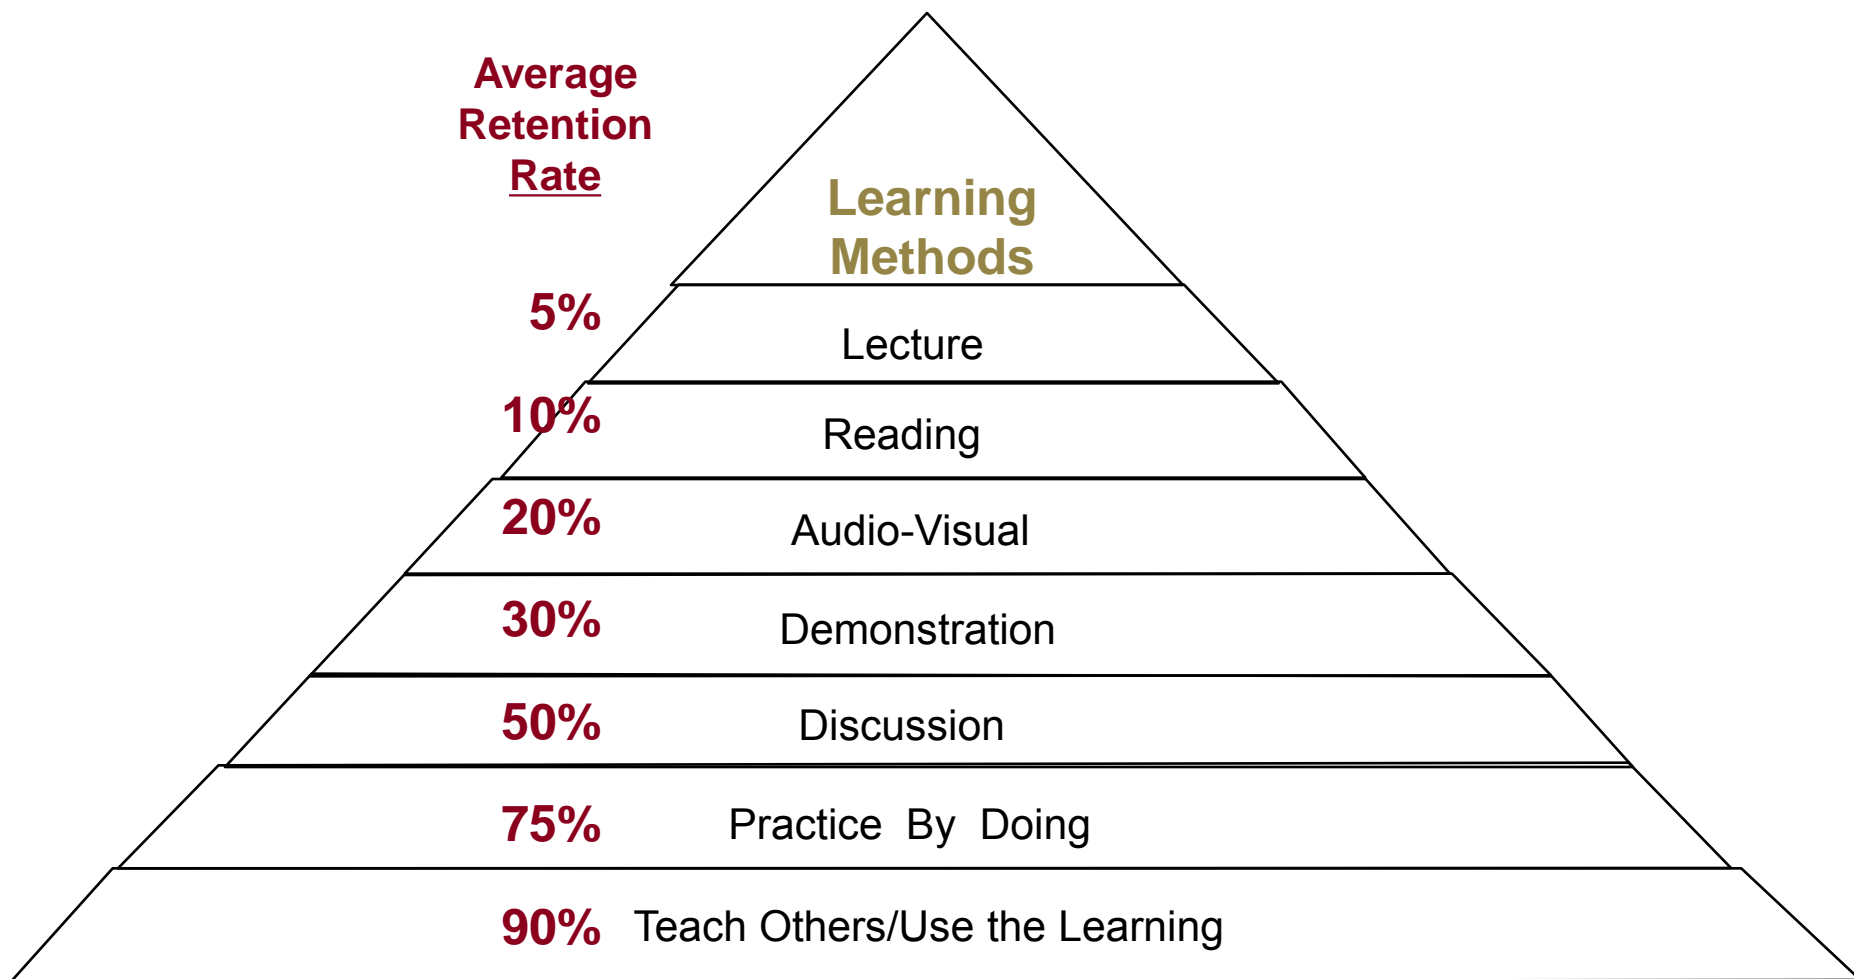 Average
Retention
Rate
Learning
Methods
5%
Lecture
10%
Reading
20%
Audio-Visual
30%
Demonstration
50%
Discussion
75%
Practice By Doing
90%
Teach Others/Use the Learning